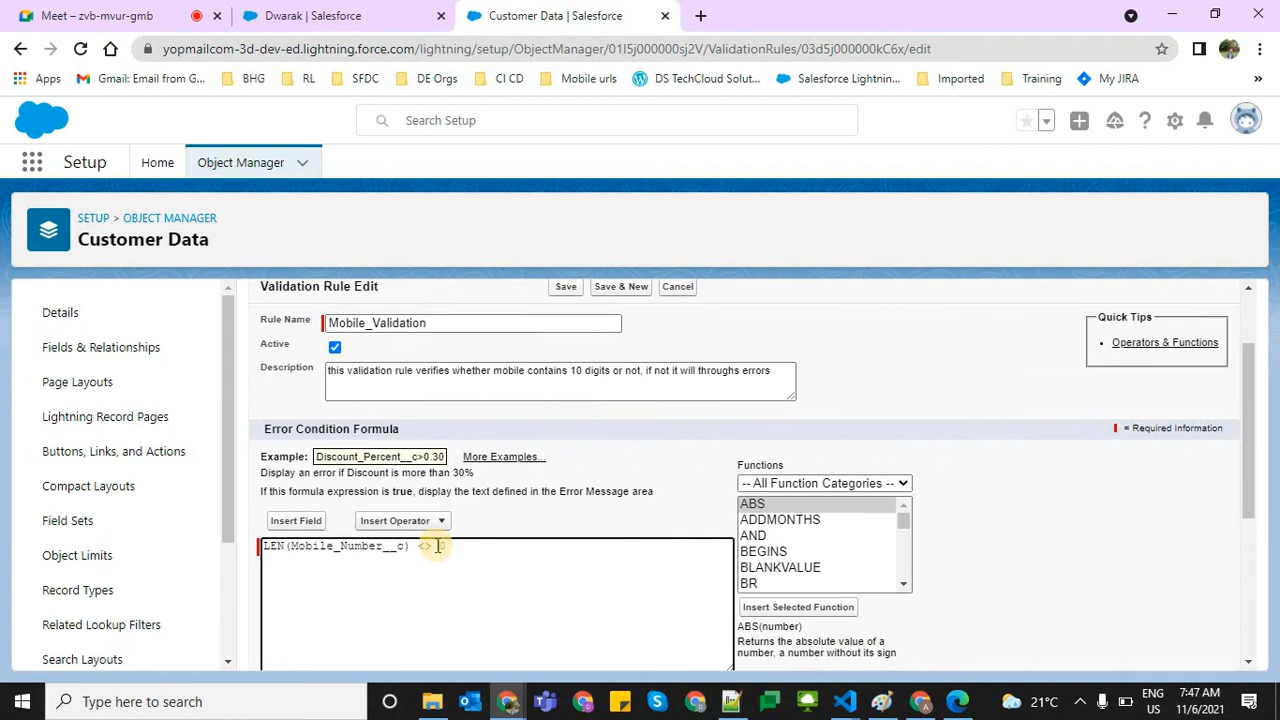 Meet – zvb-mvur-gmb
Dwarak | Salesforce
Customer Data | Salesforce
yopmailcom-3d-dev-ed.lightning.force.com/lightning/setup/ObjectManager/01I5j000000sj2V/ValidationRules/03d5j000000kC6x/edit
Apps
Gmail: Email from G...
BHG
RL
SFDC
DE Orgs
CI CD
Mobile urls
DS TechCloud Solut...
Salesforce Lightnin...
Imported
Training
My JIRA
»
Search Setup
Setup
Home
Object Manager
SETUP > OBJECT MANAGER
Customer Data
Details
Fields & Relationships
Page Layouts
Lightning Record Pages
Buttons, Links, and Actions
Compact Layouts
Field Sets
Object Limits
Record Types
Related Lookup Filters
Search Layouts
Validation Rule Edit
Save
Save & New
Cancel
Rule Name
Mobile_Validation
Active
Description
this validation rule verifies whether mobile contains 10 digits or not, if not it will throughs errors
Quick Tips
• Operators & Functions
Error Condition Formula
= Required Information
Example:
Discount_Percent__c>0.30
More Examples...
Display an error if Discount is more than 30%
If this formula expression is true, display the text defined in the Error Message area
Insert Field
Insert Operator
LEN(Mobile_Number__c) <>
Functions
-- All Function Categories --
ABS
ADDMONTHS
AND
BEGINS
BLANKVALUE
BR
Insert Selected Function
ABS(number)
Returns the absolute value of a
number, a number without its sign
Type here to search
21°C
ENG
US
7:47 AM
11/6/2021